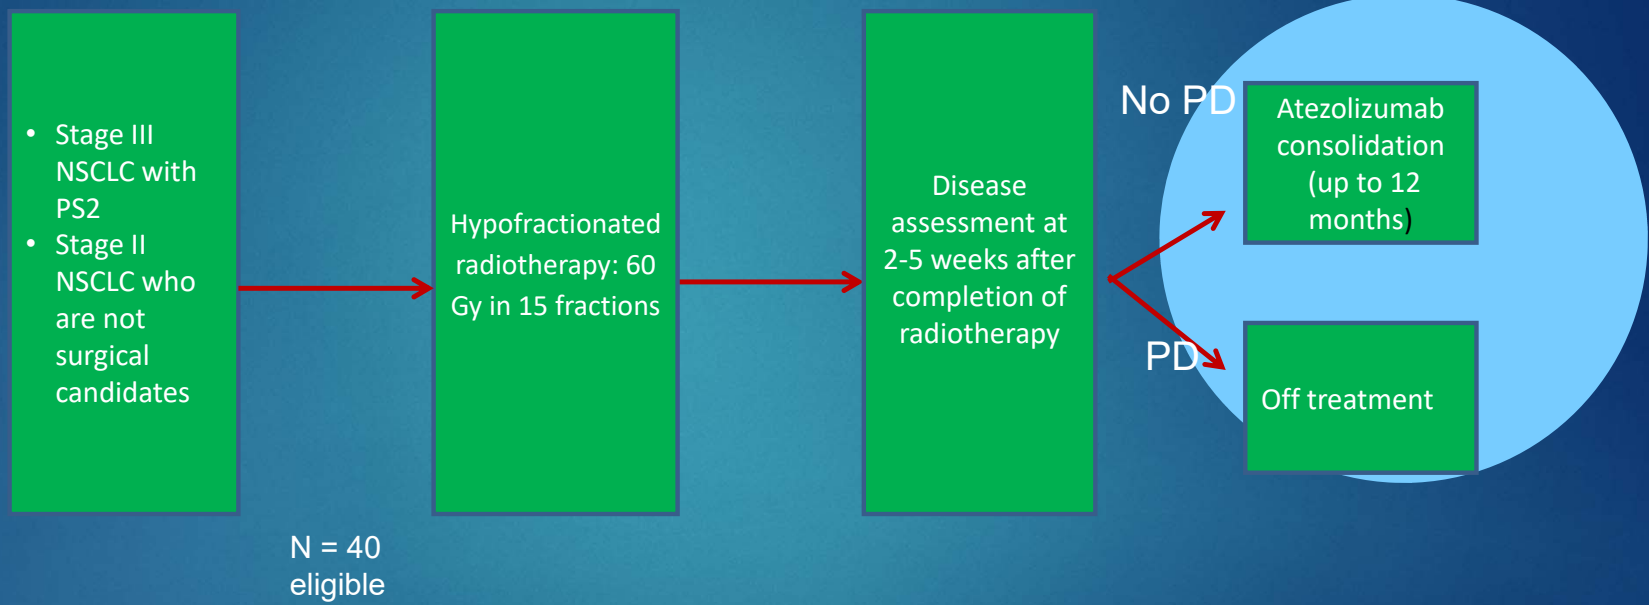 • Stage III
NSCLC with
PS2
• Stage II
NSCLC who
are not
surgical
candidates
N = 40
eligible
Hypofractionated
radiotherapy: 60
Gy in 15 fractions
Disease
assessment at
2-5 weeks after
completion of
radiotherapy
No PD
Atezolizumab
consolidation
(up to 12
months)
PD
Off treatment